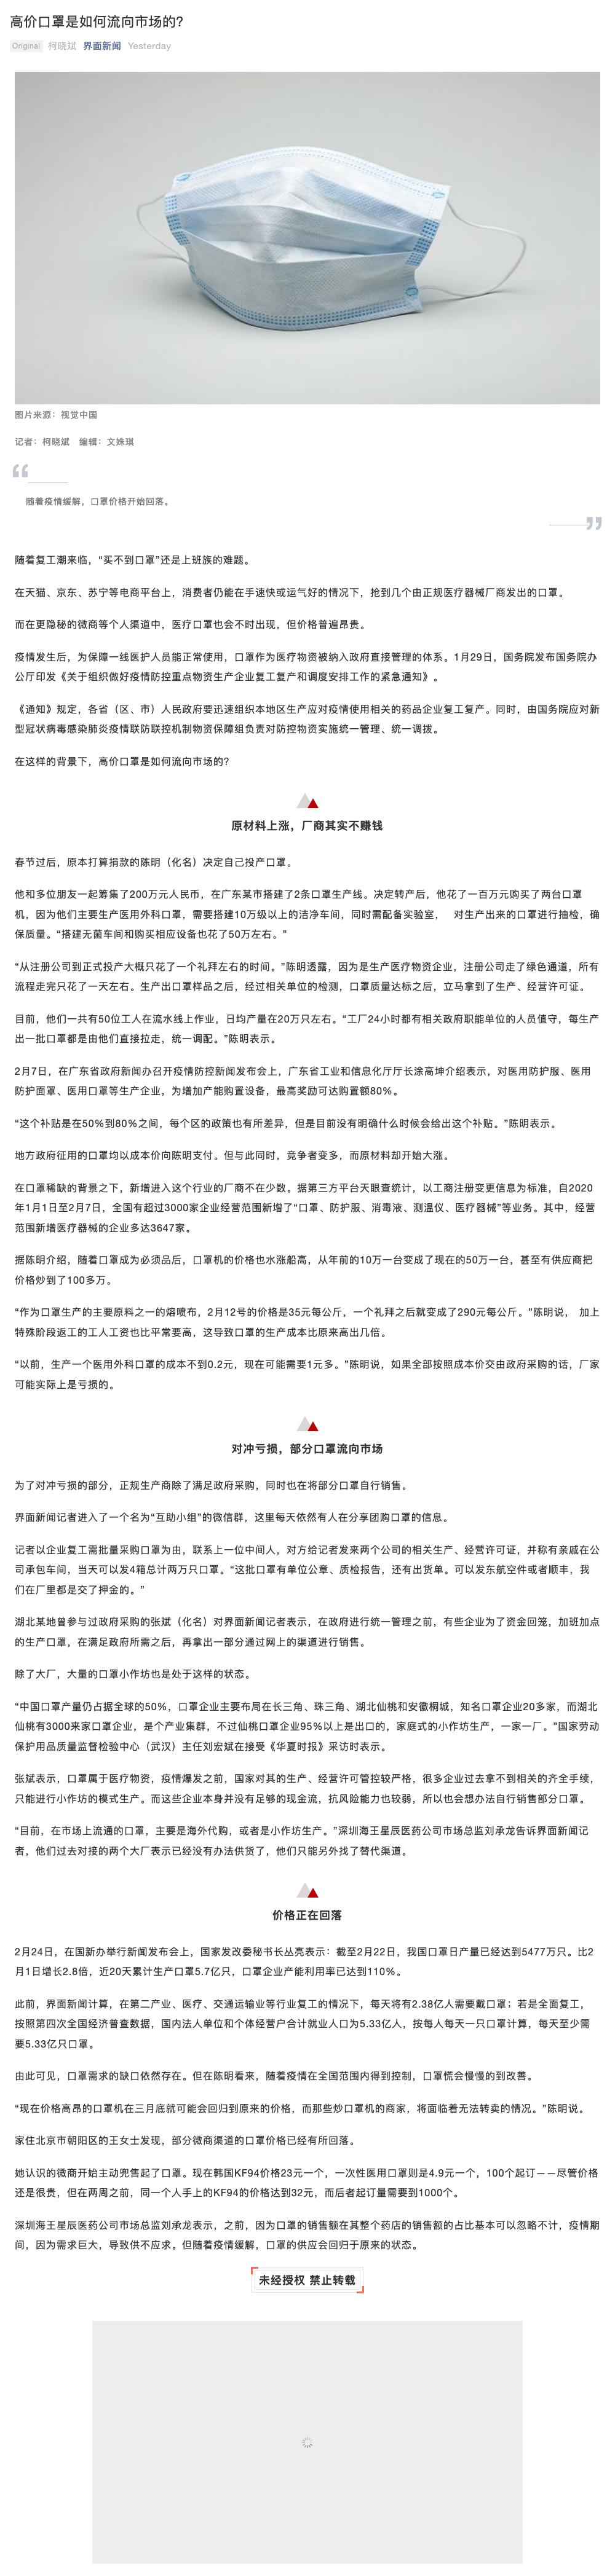 高价口罩是如何流向市场的?
Original 柯晓斌 界面新闻 Yesterday
图片来源：视觉中国
记者：柯晓斌 编辑：文姝琪
“
随着疫情缓解，口罩价格开始回落。
”
随着复工潮来临，“买不到口罩”还是上班族的难题。
在天猫、京东、苏宁等电商平台上，消费者仍能在手速快或运气好的情况下，抢到几个由正规医疗器械厂商发出的口罩。
而在更隐秘的微商等个人渠道中，医疗口罩也会不时出现，但价格普遍昂贵。
疫情发生后，为保障一线医护人员能正常使用，口罩作为医疗物资被纳入政府直接管理的体系。1月29日，国务院发布国务院办
公厅印发《关于组织做好疫情防控重点物资生产企业复工复产和调度安排工作的紧急通知》。
《通知》规定，各省（区、市）人民政府要迅速组织本地区生产应对疫情使用相关的药品企业复工复产。同时，由国务院应对新
型冠状病毒感染肺炎疫情联防联控机制物资保障组负责对防控物资实施统一管理、统一调拨。
在这样的背景下，高价口罩是如何流向市场的?
原材料上涨，厂商其实不赚钱
春节过后，原本打算捐款的陈明（化名）决定自己投产口罩。
他和多位朋友一起筹集了200万元人民币，在广东某市搭建了2条口罩生产线。决定转产后，他花了一百万元购买了两台口罩
机，因为他们主要生产医用外科口罩，需要搭建10万级以上的洁净车间，同时需配备实验室， 对生产出来的口罩进行抽检，确
保质量。“搭建无菌车间和购买相应设备也花了50万左右。”
“从注册公司到正式投产大概只花了一个礼拜左右的时间。”陈明透露，因为是生产医疗物资企业，注册公司走了绿色通道，所有
流程走完只花了一天左右。生产出口罩样品之后，经过相关单位的检测，口罩质量达标之后，立马拿到了生产、经营许可证。
目前，他们一共有50位工人在流水线上作业，日均产量在20万只左右。“工厂24小时都有相关政府职能单位的人员值守，每生产
出一批口罩都是由他们直接拉走，统一调配。”陈明表示。
2月7日，在广东省政府新闻办召开疫情防控新闻发布会上，广东省工业和信息化厅厅长涂高坤介绍表示，对医用防护服、医用
防护面罩、医用口罩等生产企业，为增加产能购置设备，最高奖励可达购置额80%。
“这个补贴是在50%到80%之间，每个区的政策也有所差异，但是目前没有明确什么时候会给出这个补贴。”陈明表示。
地方政府征用的口罩均以成本价向陈明支付。但与此同时，竞争者变多，而原材料却开始大涨。
在口罩稀缺的背景之下，新增进入这个行业的厂商不在少数。据第三方平台天眼查统计，以工商注册变更信息为标准，自2020
年1月1日至2月7日，全国有超过3000家企业经营范围新增了“口罩、防护服、消毒液、测温仪、医疗器械”等业务。其中，经营
范围新增医疗器械的企业多达3647家。
据陈明介绍，随着口罩成为必须品后，口罩机的价格也水涨船高，从年前的10万一台变成了现在的50万一台，甚至有供应商把
价格炒到了100多万。
“作为口罩生产的主要原料之一的熔喷布，2月12号的价格是35元每公斤，一个礼拜之后就变成了290元每公斤。”陈明说， 加上
特殊阶段返工的工人工资也比平常要高，这导致口罩的生产成本比原来高出几倍。
“以前，生产一个医用外科口罩的成本不到0.2元，现在可能需要1元多。”陈明说，如果全部按照成本价交由政府采购的话，厂家
可能实际上是亏损的。
对冲亏损，部分口罩流向市场
为了对冲亏损的部分，正规生产商除了满足政府采购，同时也在将部分口罩自行销售。
界面新闻记者进入了一个名为“互助小组”的微信群，这里每天依然有人在分享团购口罩的信息。
记者以企业复工需批量采购口罩为由，联系上一位中间人，对方给记者发来两个公司的相关生产、经营许可证，并称有亲戚在公
司承包车间，当天可以发4箱总计两万只口罩。“这批口罩有单位公章、质检报告，还有出货单。可以发东航空件或者顺丰，我
们在厂里都是交了押金的。”
湖北某地曾参与过政府采购的张斌（化名）对界面新闻记者表示，在政府进行统一管理之前，有些企业为了资金回笼，加班加点
的生产口罩，在满足政府所需之后，再拿出一部分通过网上的渠道进行销售。
除了大厂，大量的口罩小作坊也是处于这样的状态。
“中国口罩产量仍占据全球的50%，口罩企业主要布局在长三角、珠三角、湖北仙桃和安徽桐城，知名口罩企业20多家，而湖北
仙桃有3000来家口罩企业，是个产业集群，不过仙桃口罩企业95%以上是出口的，家庭式的小作坊生产，一家一厂。”国家劳动
保护用品质量监督检验中心（武汉）主任刘宏斌在接受《华夏时报》采访时表示。
张斌表示，口罩属于医疗物资，疫情爆发之前，国家对其的生产、经营许可管控较严格，很多企业过去拿不到相关的齐全手续，
只能进行小作坊的模式生产。而这些企业本身并没有足够的现金流，抗风险能力也较弱，所以也会想办法自行销售部分口罩。
“目前，在市场上流通的口罩，主要是海外代购，或者是小作坊生产。”深圳海王星辰医药公司市场总监刘承龙告诉界面新闻记
者，他们过去对接的两个大厂表示已经没有办法供货了，他们只能另外找了替代渠道。
价格正在回落
2月24日，在国新办举行新闻发布会上，国家发改委秘书长丛亮表示：截至2月22日，我国口罩日产量已经达到5477万只。比2
月1日增长2.8倍，近20天累计生产口罩5.7亿只，口罩企业产能利用率已达到110%。
此前，界面新闻计算，在第二产业、医疗、交通运输业等行业复工的情况下，每天将有2.38亿人需要戴口罩；若是全面复工，
按照第四次全国经济普查数据，国内法人单位和个体经营户合计就业人口为5.33亿人，按每人每天一只口罩计算，每天至少需
要5.33亿只口罩。
由此可见，口罩需求的缺口依然存在。但在陈明看来，随着疫情在全国范围内得到控制，口罩慌会慢慢的到改善。
“现在价格高昂的口罩机在三月底就可能会回归到原来的价格，而那些炒口罩机的商家，将面临着无法转卖的情况。”陈明说。
家住北京市朝阳区的王女士发现，部分微商渠道的口罩价格已经有所回落。
她认识的微商开始主动兜售起了口罩。现在韩国KF94价格23元一个，一次性医用口罩则是4.9元一个，100个起订——尽管价格
还是很贵，但在两周之前，同一个人手上的KF94的价格达到32元，而后者起订量需要到1000个。
深圳海王星辰医药公司市场总监刘承龙表示，之前，因为口罩的销售额在其整个药店的销售额的占比基本可以忽略不计，疫情期
间，因为需求巨大，导致供不应求。但随着疫情缓解，口罩的供应会回归于原来的状态。
未经授权 禁止转载